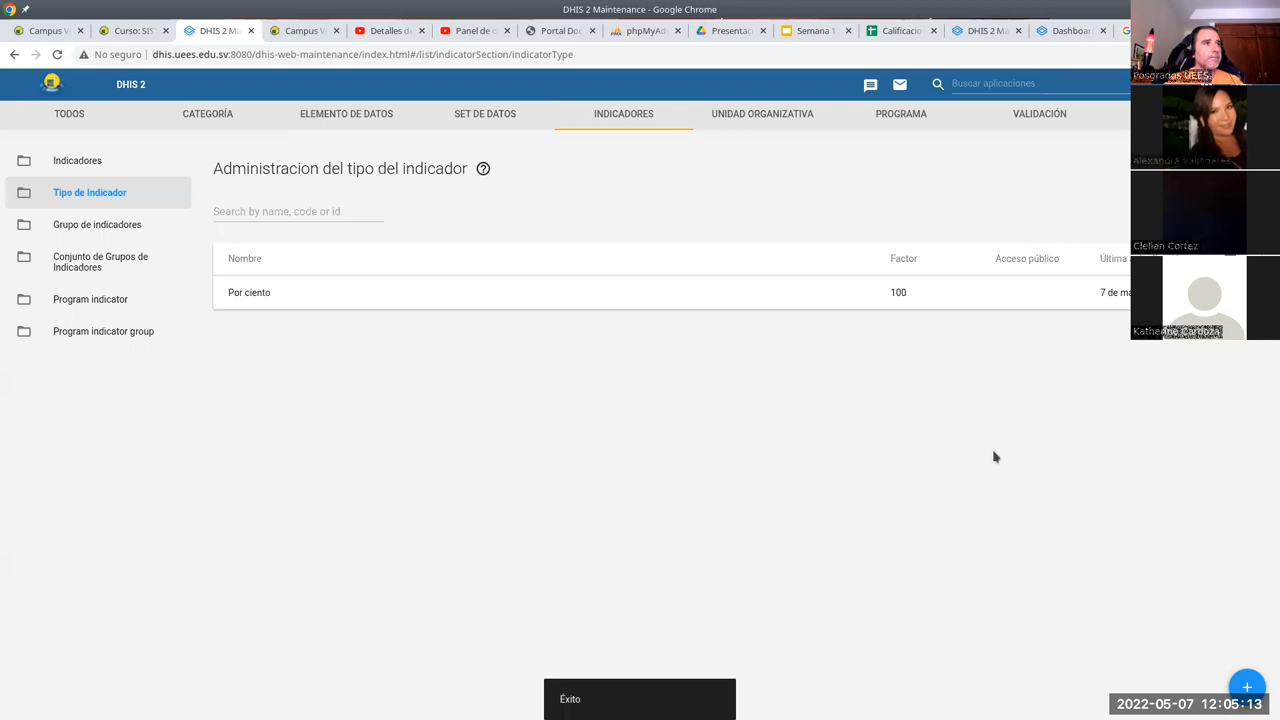 DHIS 2 Maintenance - Google Chrome
Campus V
Curso: SIS
DHIS 2 Ma
Campus V
Detalles d
Panel de
Portal Do
phpMyAd
Presentac
Semana 1
Calificacio
DHIS 2 Ma
Dashboar
No seguro
dhis.uees.edu.sv:8080/dhis-web-maintenance/index.html#/list/indicatorSection/indicatorType
DHIS 2
Buscar aplicaciones
TODOS
CATEGORÍA
ELEMENTO DE DATOS
SET DE DATOS
INDICADORES
UNIDAD ORGANIZATIVA
PROGRAMA
VALIDACIÓN
Indicadores
Tipo de Indicador
Grupo de indicadores
Conjunto de Grupos de
Indicadores
Program indicator
Program indicator group
Administracion del tipo del indicador
Search by name, code or id
Nombre
Factor
Acceso público
Última
Por ciento
100
7 de ma
Posgrados UEES
Alexandra
Clelian Cortez
Katherine Cardoza
Éxito
+
2022-05-07 12:05:13